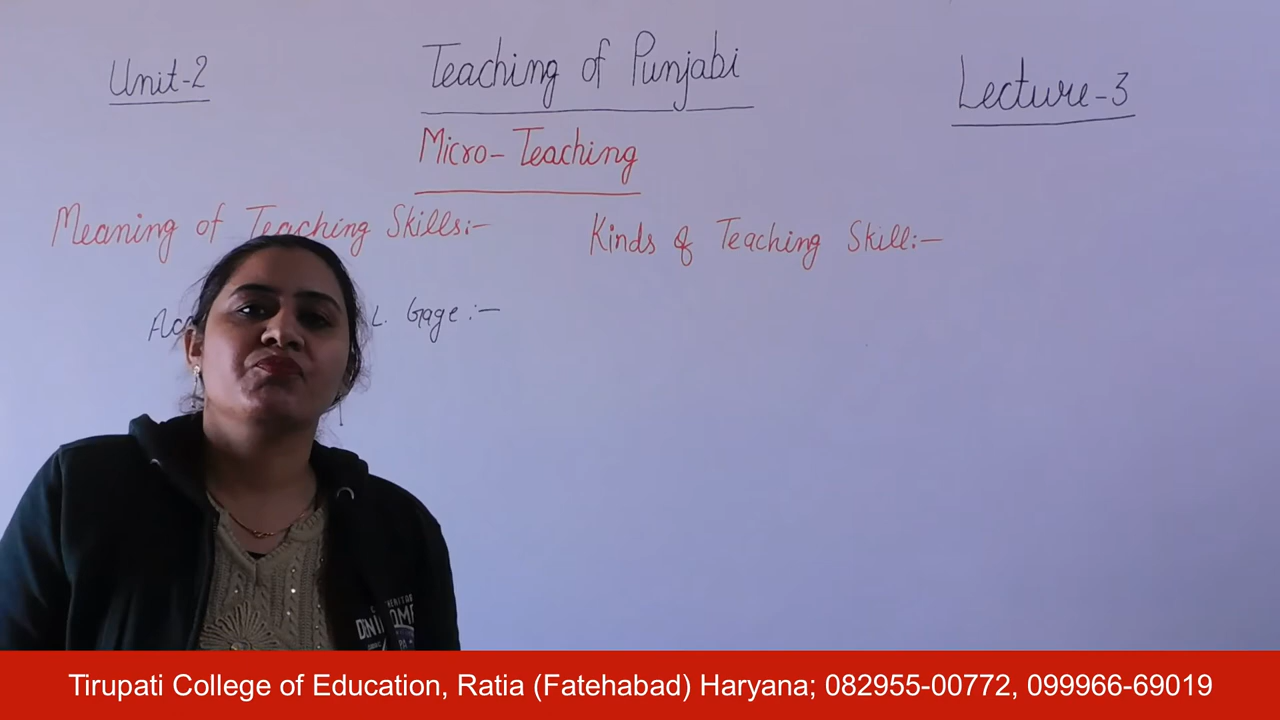 Unit-2
Teaching of Punjabi
Lecture-3
Micro-Teaching
Meaning of Teaching Skills:-
Kinds of Teaching Skill:-
L. Gage:-
Tirupati College of Education, Ratia (Fatehabad) Haryana; 082955-00772, 099966-69019